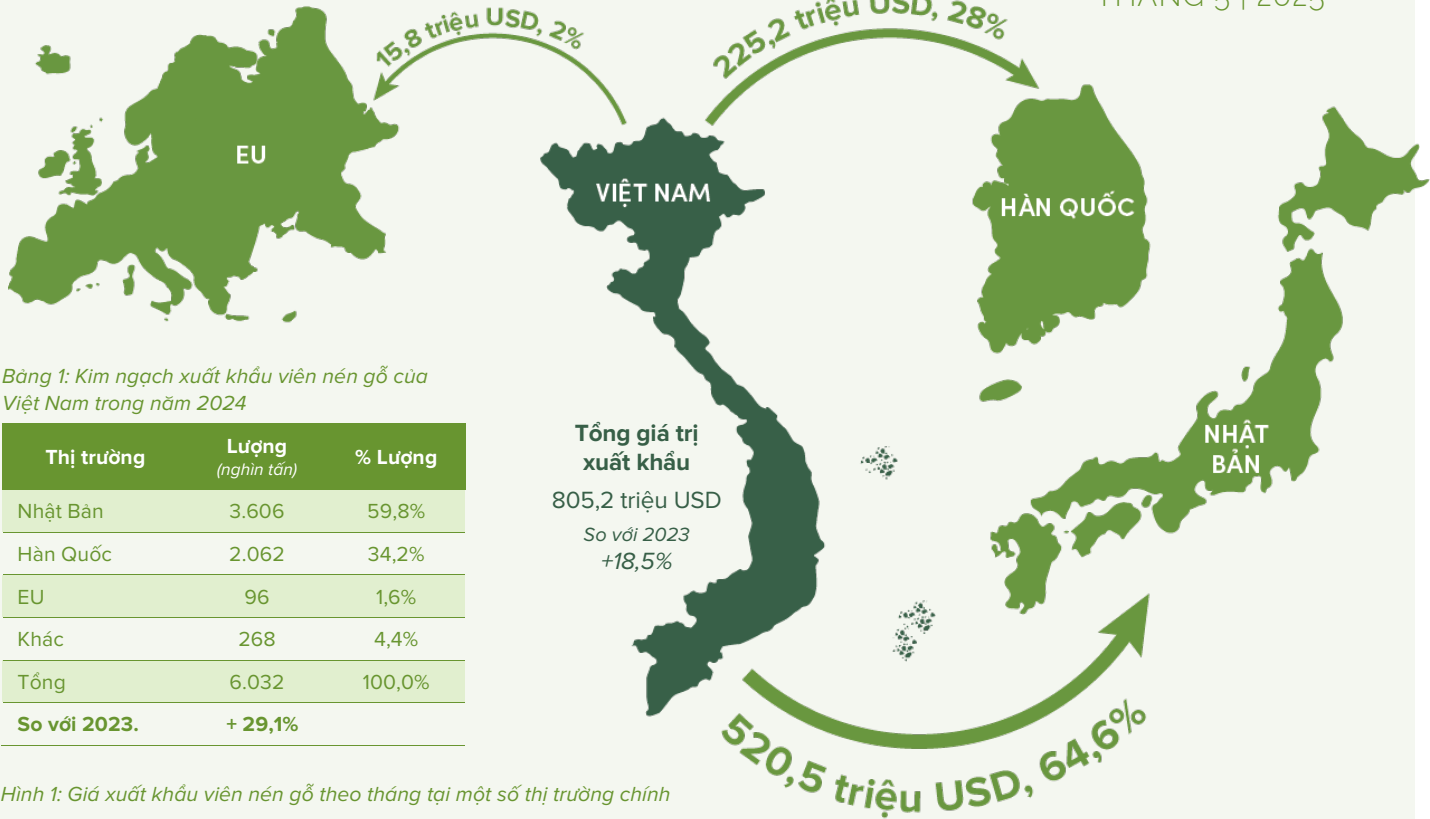 THÁNG 5 | 2025
15,8 triệu USD, 2%
225,2 triệu USD, 28%
EU
VIỆT NAM
HÀN QUỐC
NHẬT
BẢN
Bảng 1: Kim ngạch xuất khẩu viên nén gỗ của
Việt Nam trong năm 2024
Thị trường Lượng (nghìn tấn) % Lượng
Nhật Bản 3.606 59,8%
Hàn Quốc 2.062 34,2%
EU 96 1,6%
Khác 268 4,4%
Tổng 6.032 100,0%
So với 2023. + 29,1%
Tổng giá trị
xuất khẩu
805,2 triệu USD
So với 2023
+18,5%
520,5 triệu USD, 64,6%
Hình 1: Giá xuất khẩu viên nén gỗ theo tháng tại một số thị trường chính